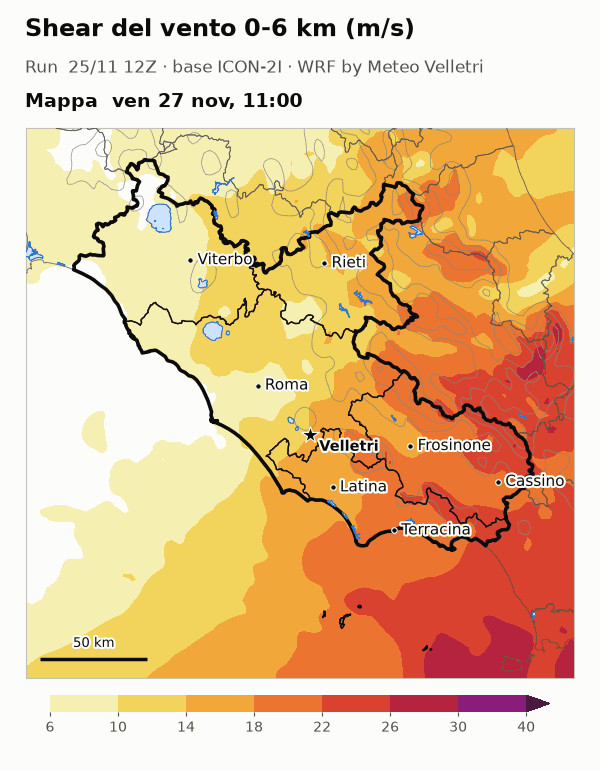 Shear del vento 0-6 km (m/s)
Run  25/11 12Z · base ICON-2I · WRF by Meteo Velletri
Mappa  ven 27 nov, 11:00
Viterbo
Rieti
Roma
Velletri
Frosinone
Latina
Cassino
Terracina
50 km
6 10 14 18 22 26 30 40